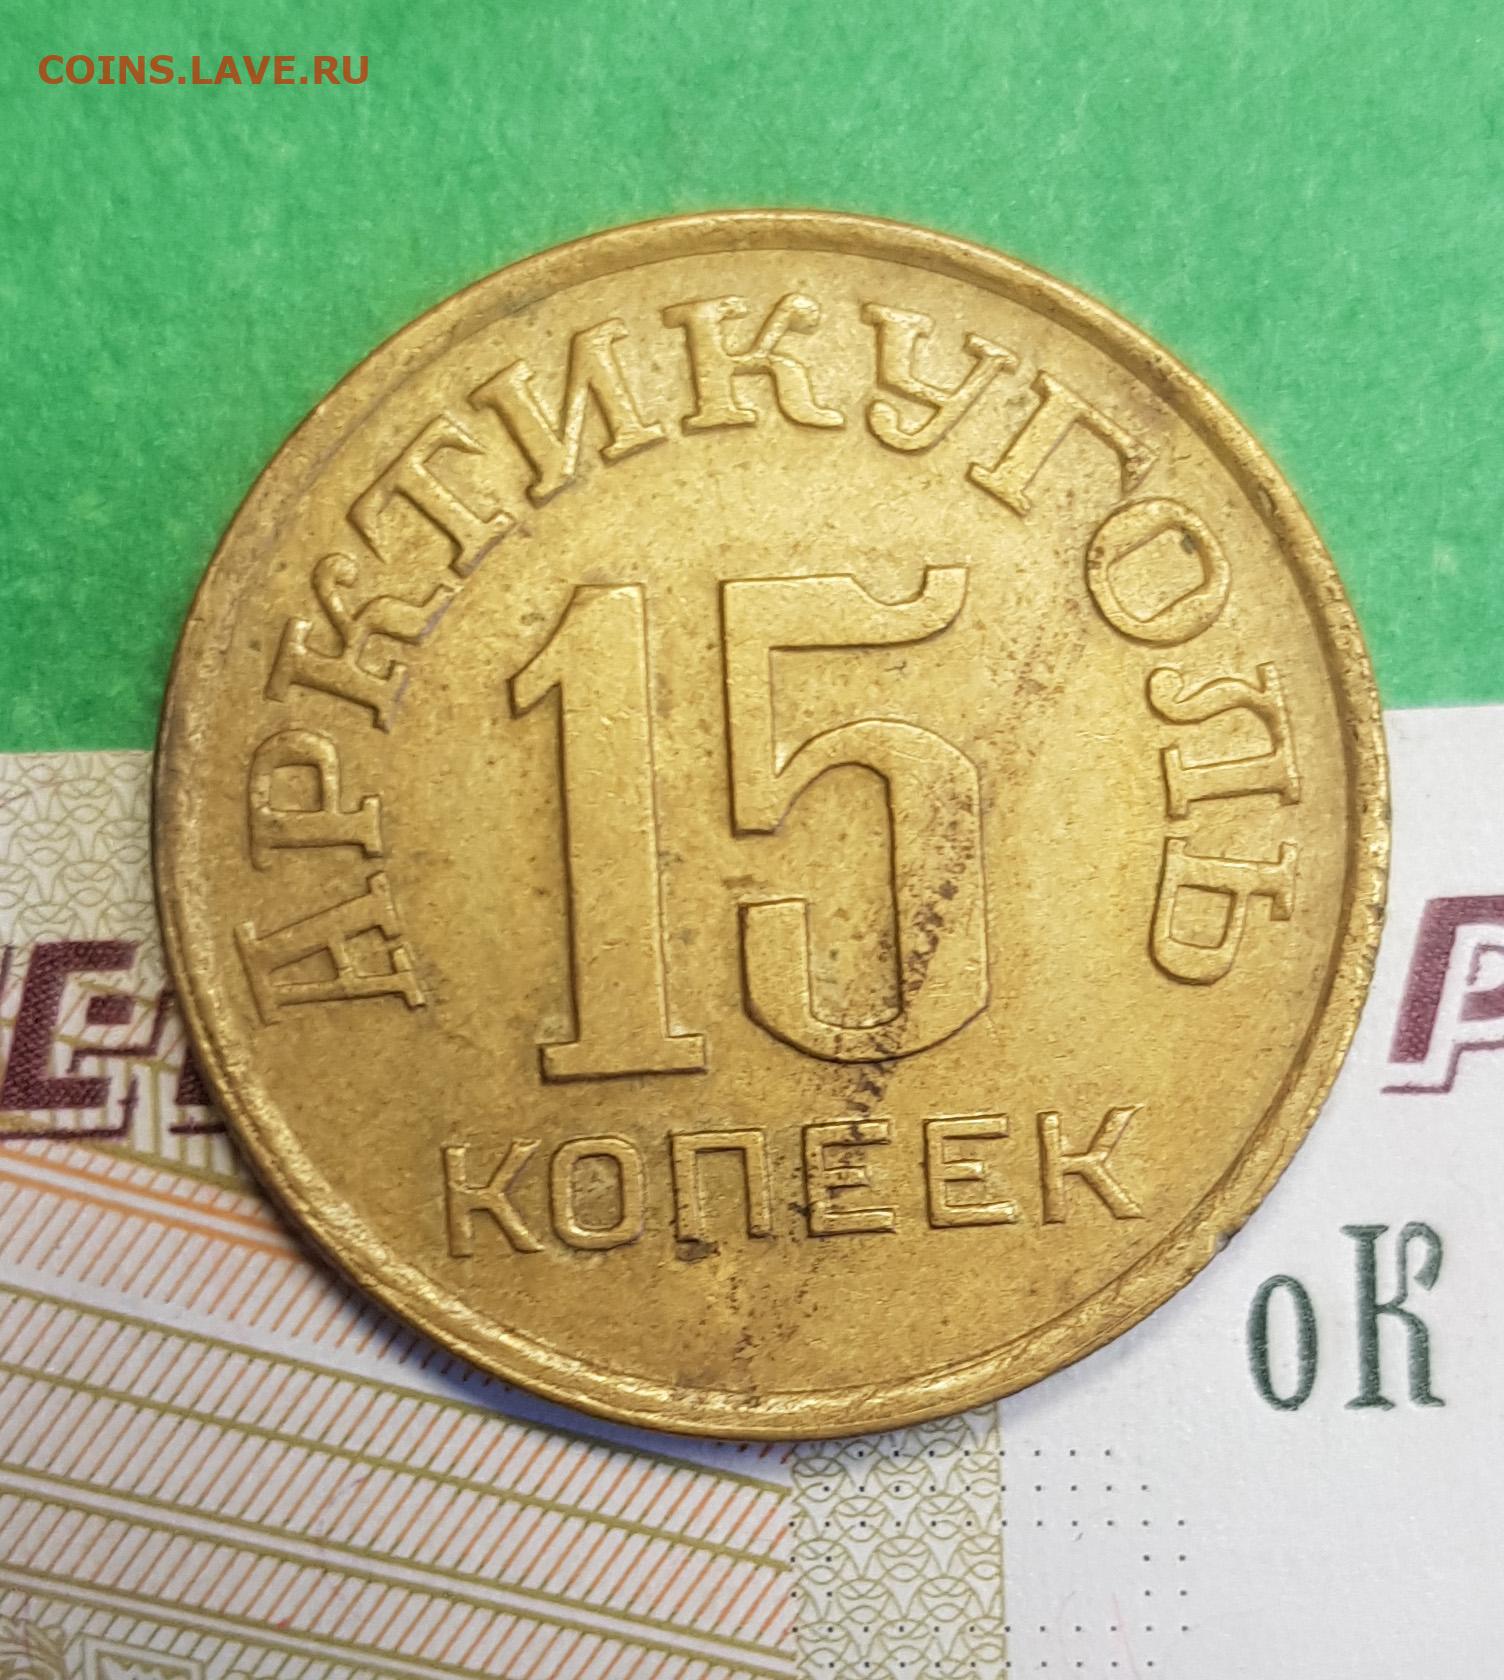 COINS.LAVE.RU
АРКТИКУГОЛЬ
15
КОПЕЕК
ок